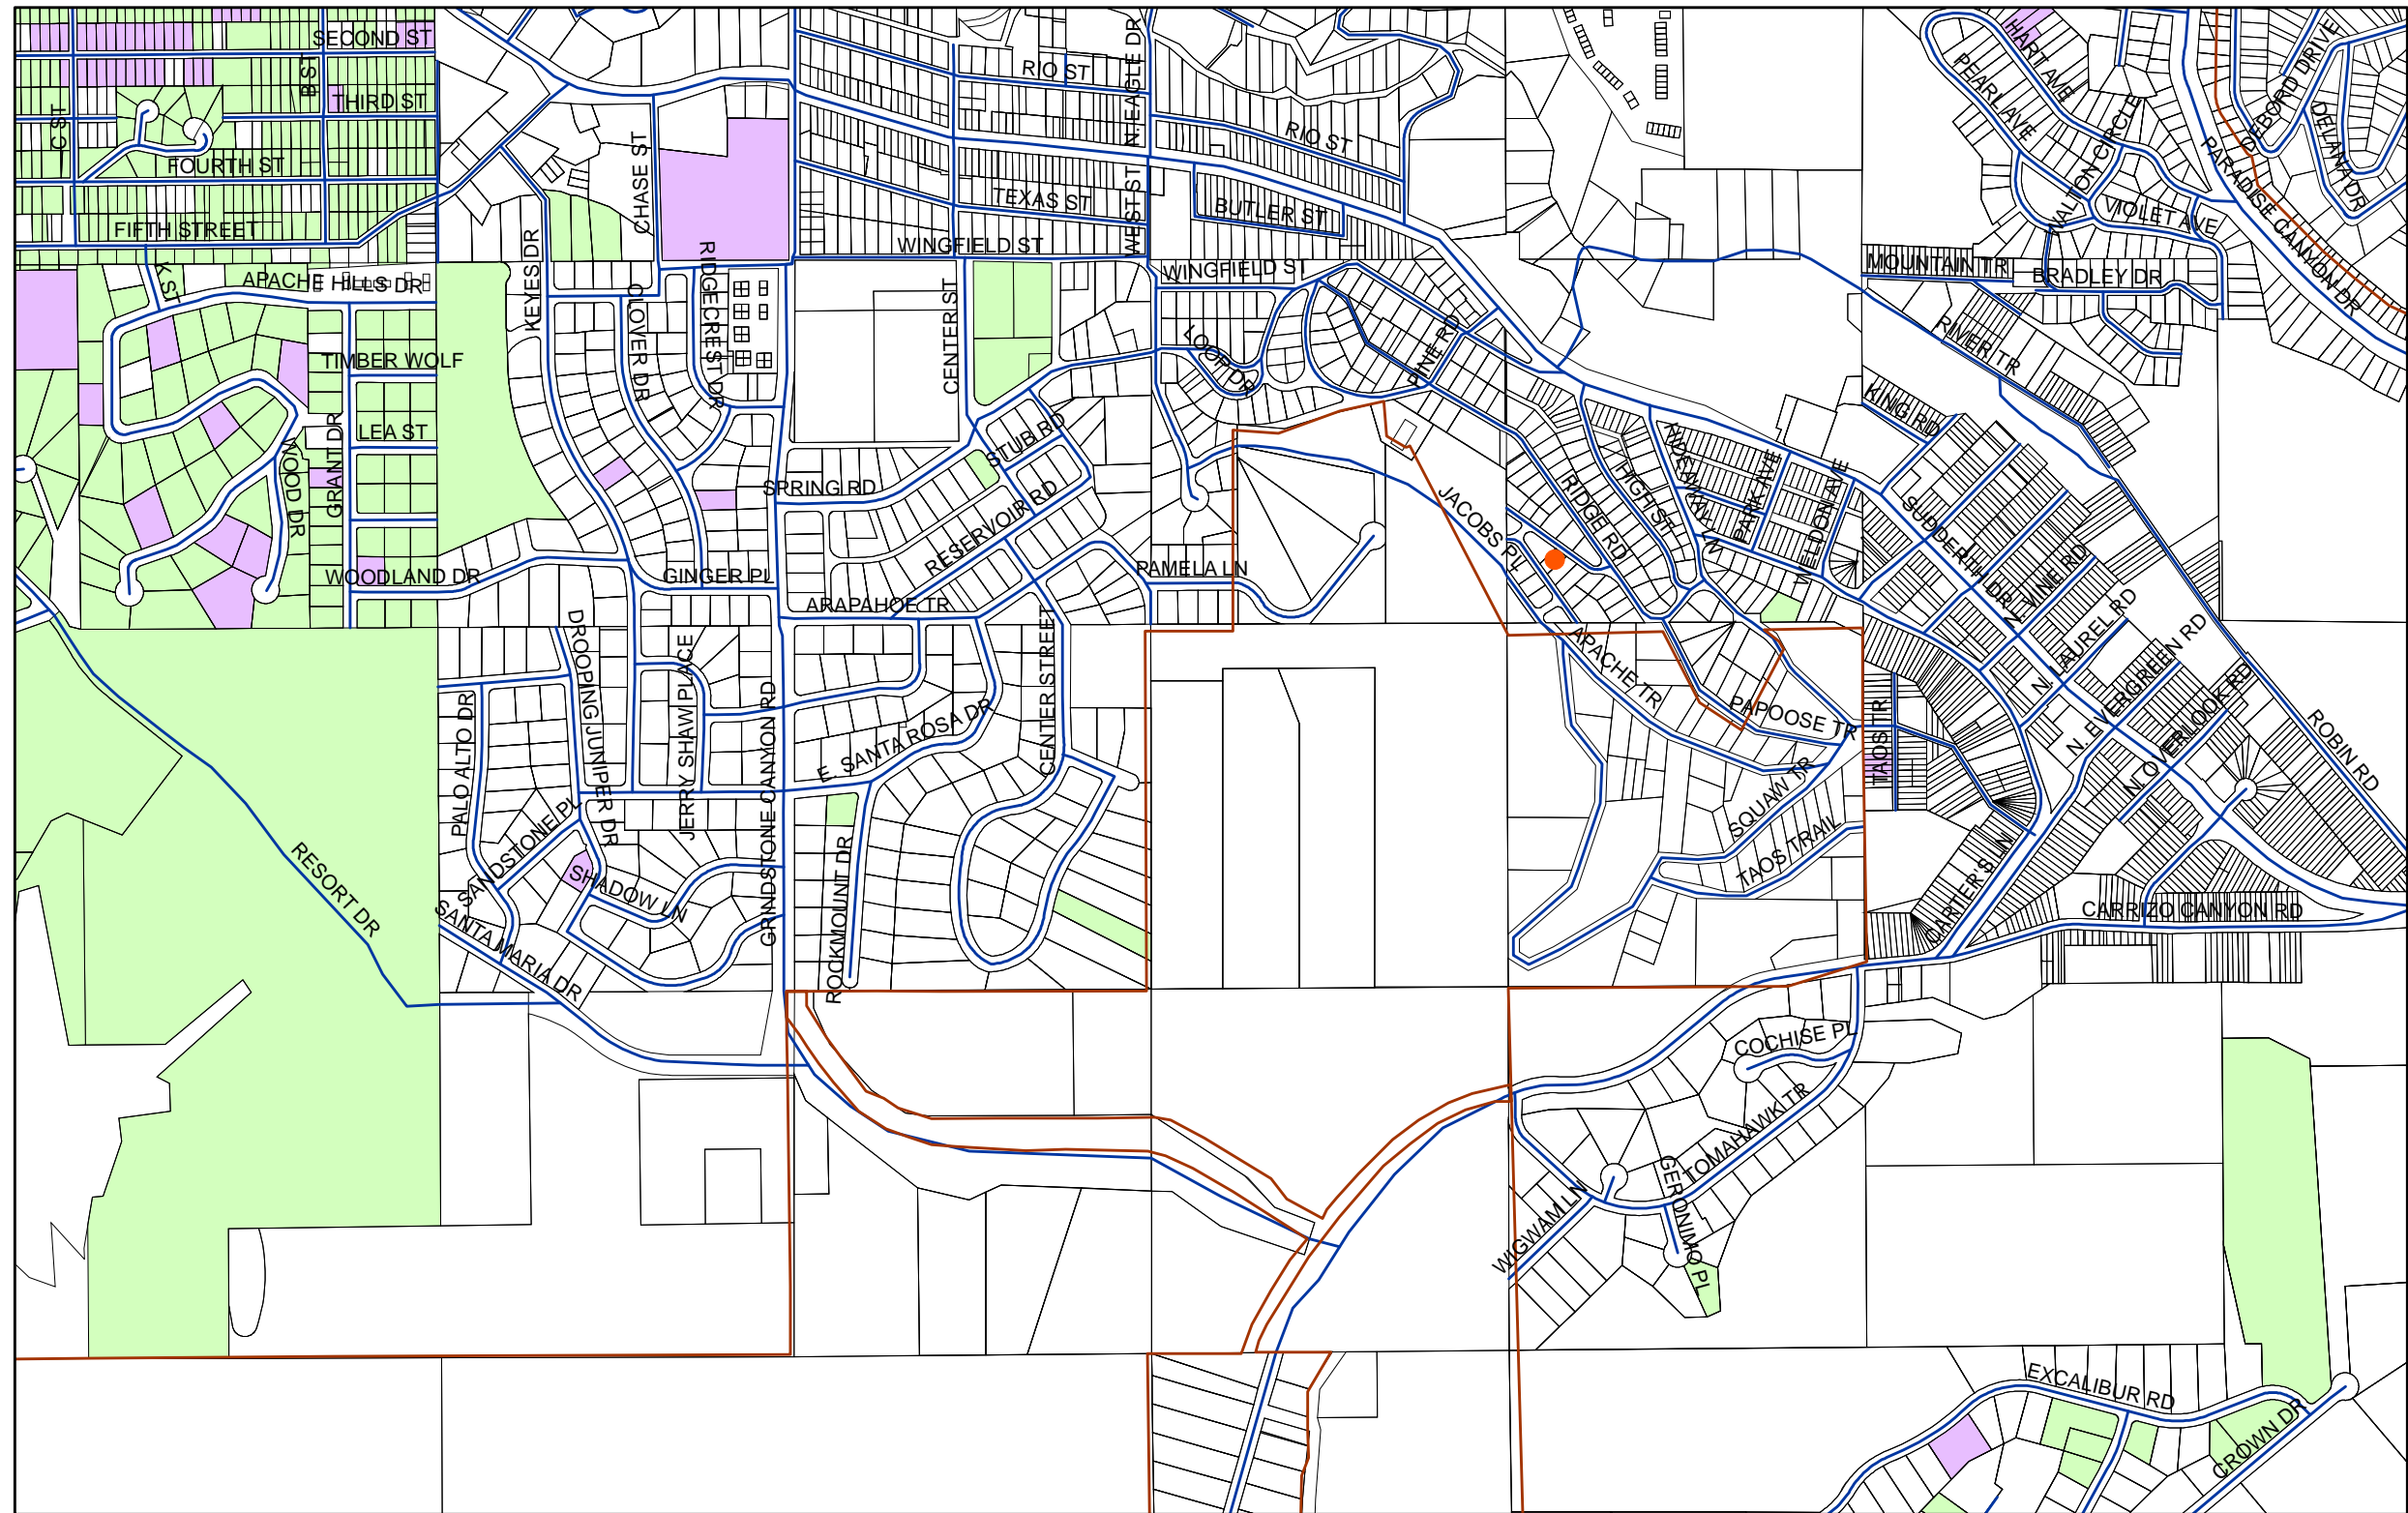 SECOND ST
B ST
THIRD ST
C ST
FOURTH ST
FIFTH STREET
K ST
APACHE HILLS DR
TIMBER WOLF
LEA ST
GRANT DR
WOOD DR
WOODLAND DR
KEYES DR
CHASE ST
CLOVER DR
RIDGECREST DR
GINGER PL
RIO ST
N. EAGLE DR
RIO ST
TEXAS ST
WEST ST
BUTLER ST
WINGFIELD ST
WINGFIELD ST
CENTER ST
LOOP DR
PINE RD
STUB RD
SPRING RD
RESERVOIR RD
PAMELA LN
ARAPAHOE TR
JACOBS PL
RIDGE RD
HIGH ST
HIDEAWAY LN
PARK AVE
WELDON AVE
KING RD
RIVER TR
MOUNTAIN TR
BRADLEY DR
HART AVE
PEARL AVE
WALTON CIRCLE
VIOLET AVE
PARADISE CANYON DR
DEBORD DRIVE
DELANA DR
SUDDERTH DR
N. VINE RD
N. LAUREL RD
N. EVERGREEN RD
N. OVERLOOK RD
ROBIN RD
APACHE TR
PAPOOSE TR
TAOS TR
SQUAW TR
TAOS TRAIL
CARTER'S LN
CARRIZO CANYON RD
DROOPING JUNIPER DR
JERRY SHAW PLACE
PALO ALTO DR
GRINDSTONE CANYON RD
E. SANTA ROSA DR
CENTER STREET
SANDSTONE PL
SHADOW LN
SANTA MARIA DR
ROCKMOUNT DR
RESORT DR
COCHISE PL
TOMAHAWK TR
GERONIMO PL
WIGWAM LN
EXCALIBUR RD
CROWN DR